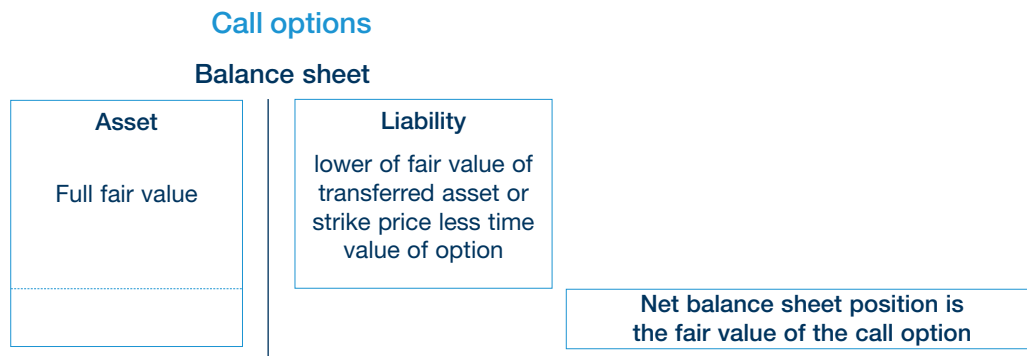 Call options
Balance sheet
Asset
Full fair value
Liability
lower of fair value of
transferred asset or
strike price less time
value of option
Net balance sheet position is
the fair value of the call option